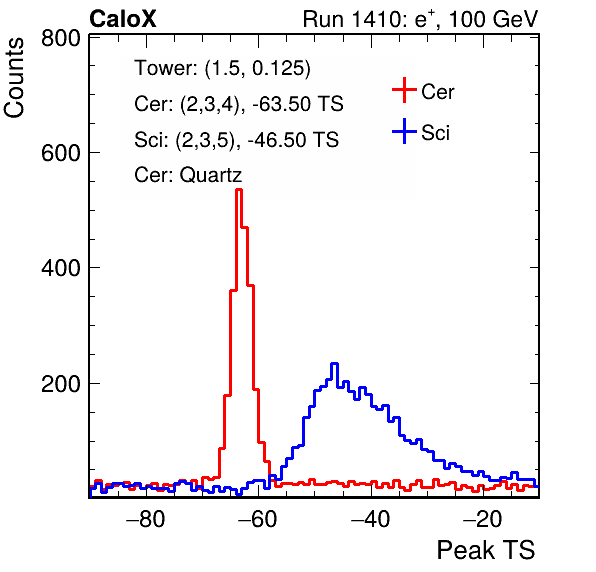 CaloX Run 1410: e⁺, 100 GeV
Counts
800
600
400
200
Tower: (1.5, 0.125)
Cer: (2,3,4), -63.50 TS
Sci: (2,3,5), -46.50 TS
Cer: Quartz
Cer
Sci
−80 −60 −40 −20
Peak TS